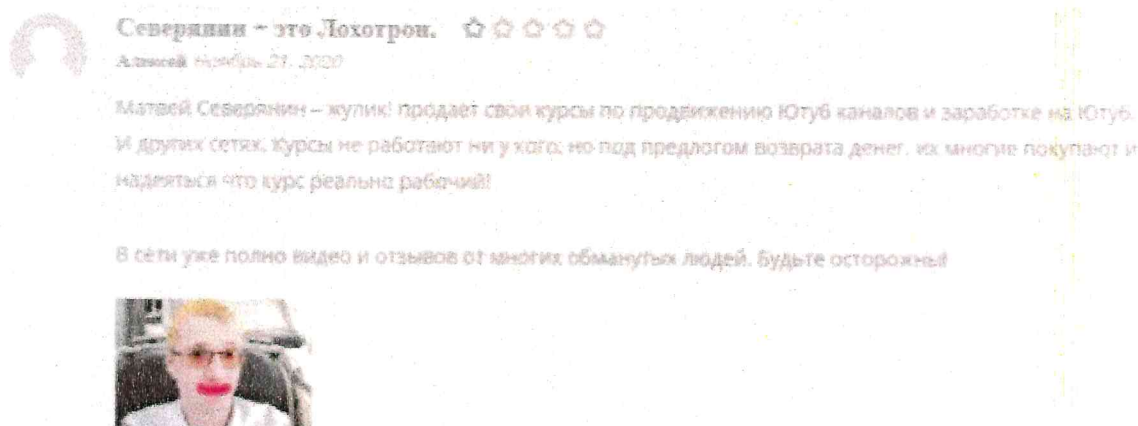 Северянин - это Лохотрон.
Алексей Ноябрь 21, 2020
Матвей Северянин – жулик! продает свои курсы по продвижению Ютуб каналов и заработке на Ютуб.
И других сетях. Курсы не работают ни у кого, но под предлогом возврата денег, их многие покупают и
надеяться что курс реально рабочий!
В сети уже полно видео и отзывов от многих обманутых людей. Будьте осторожны!